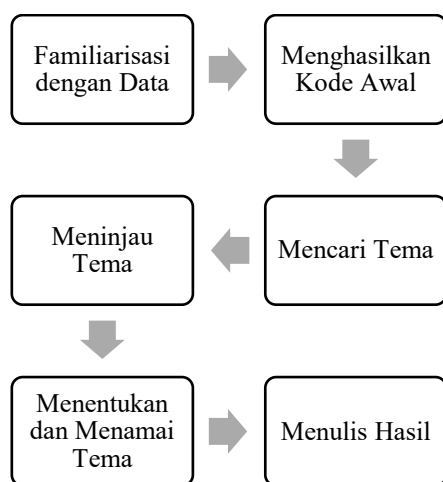 Familiarisasi
dengan Data
Menghasilkan
Kode Awal
Mencari Tema
Meninjau
Tema
Menentukan
dan Menamai
Tema
Menulis Hasil